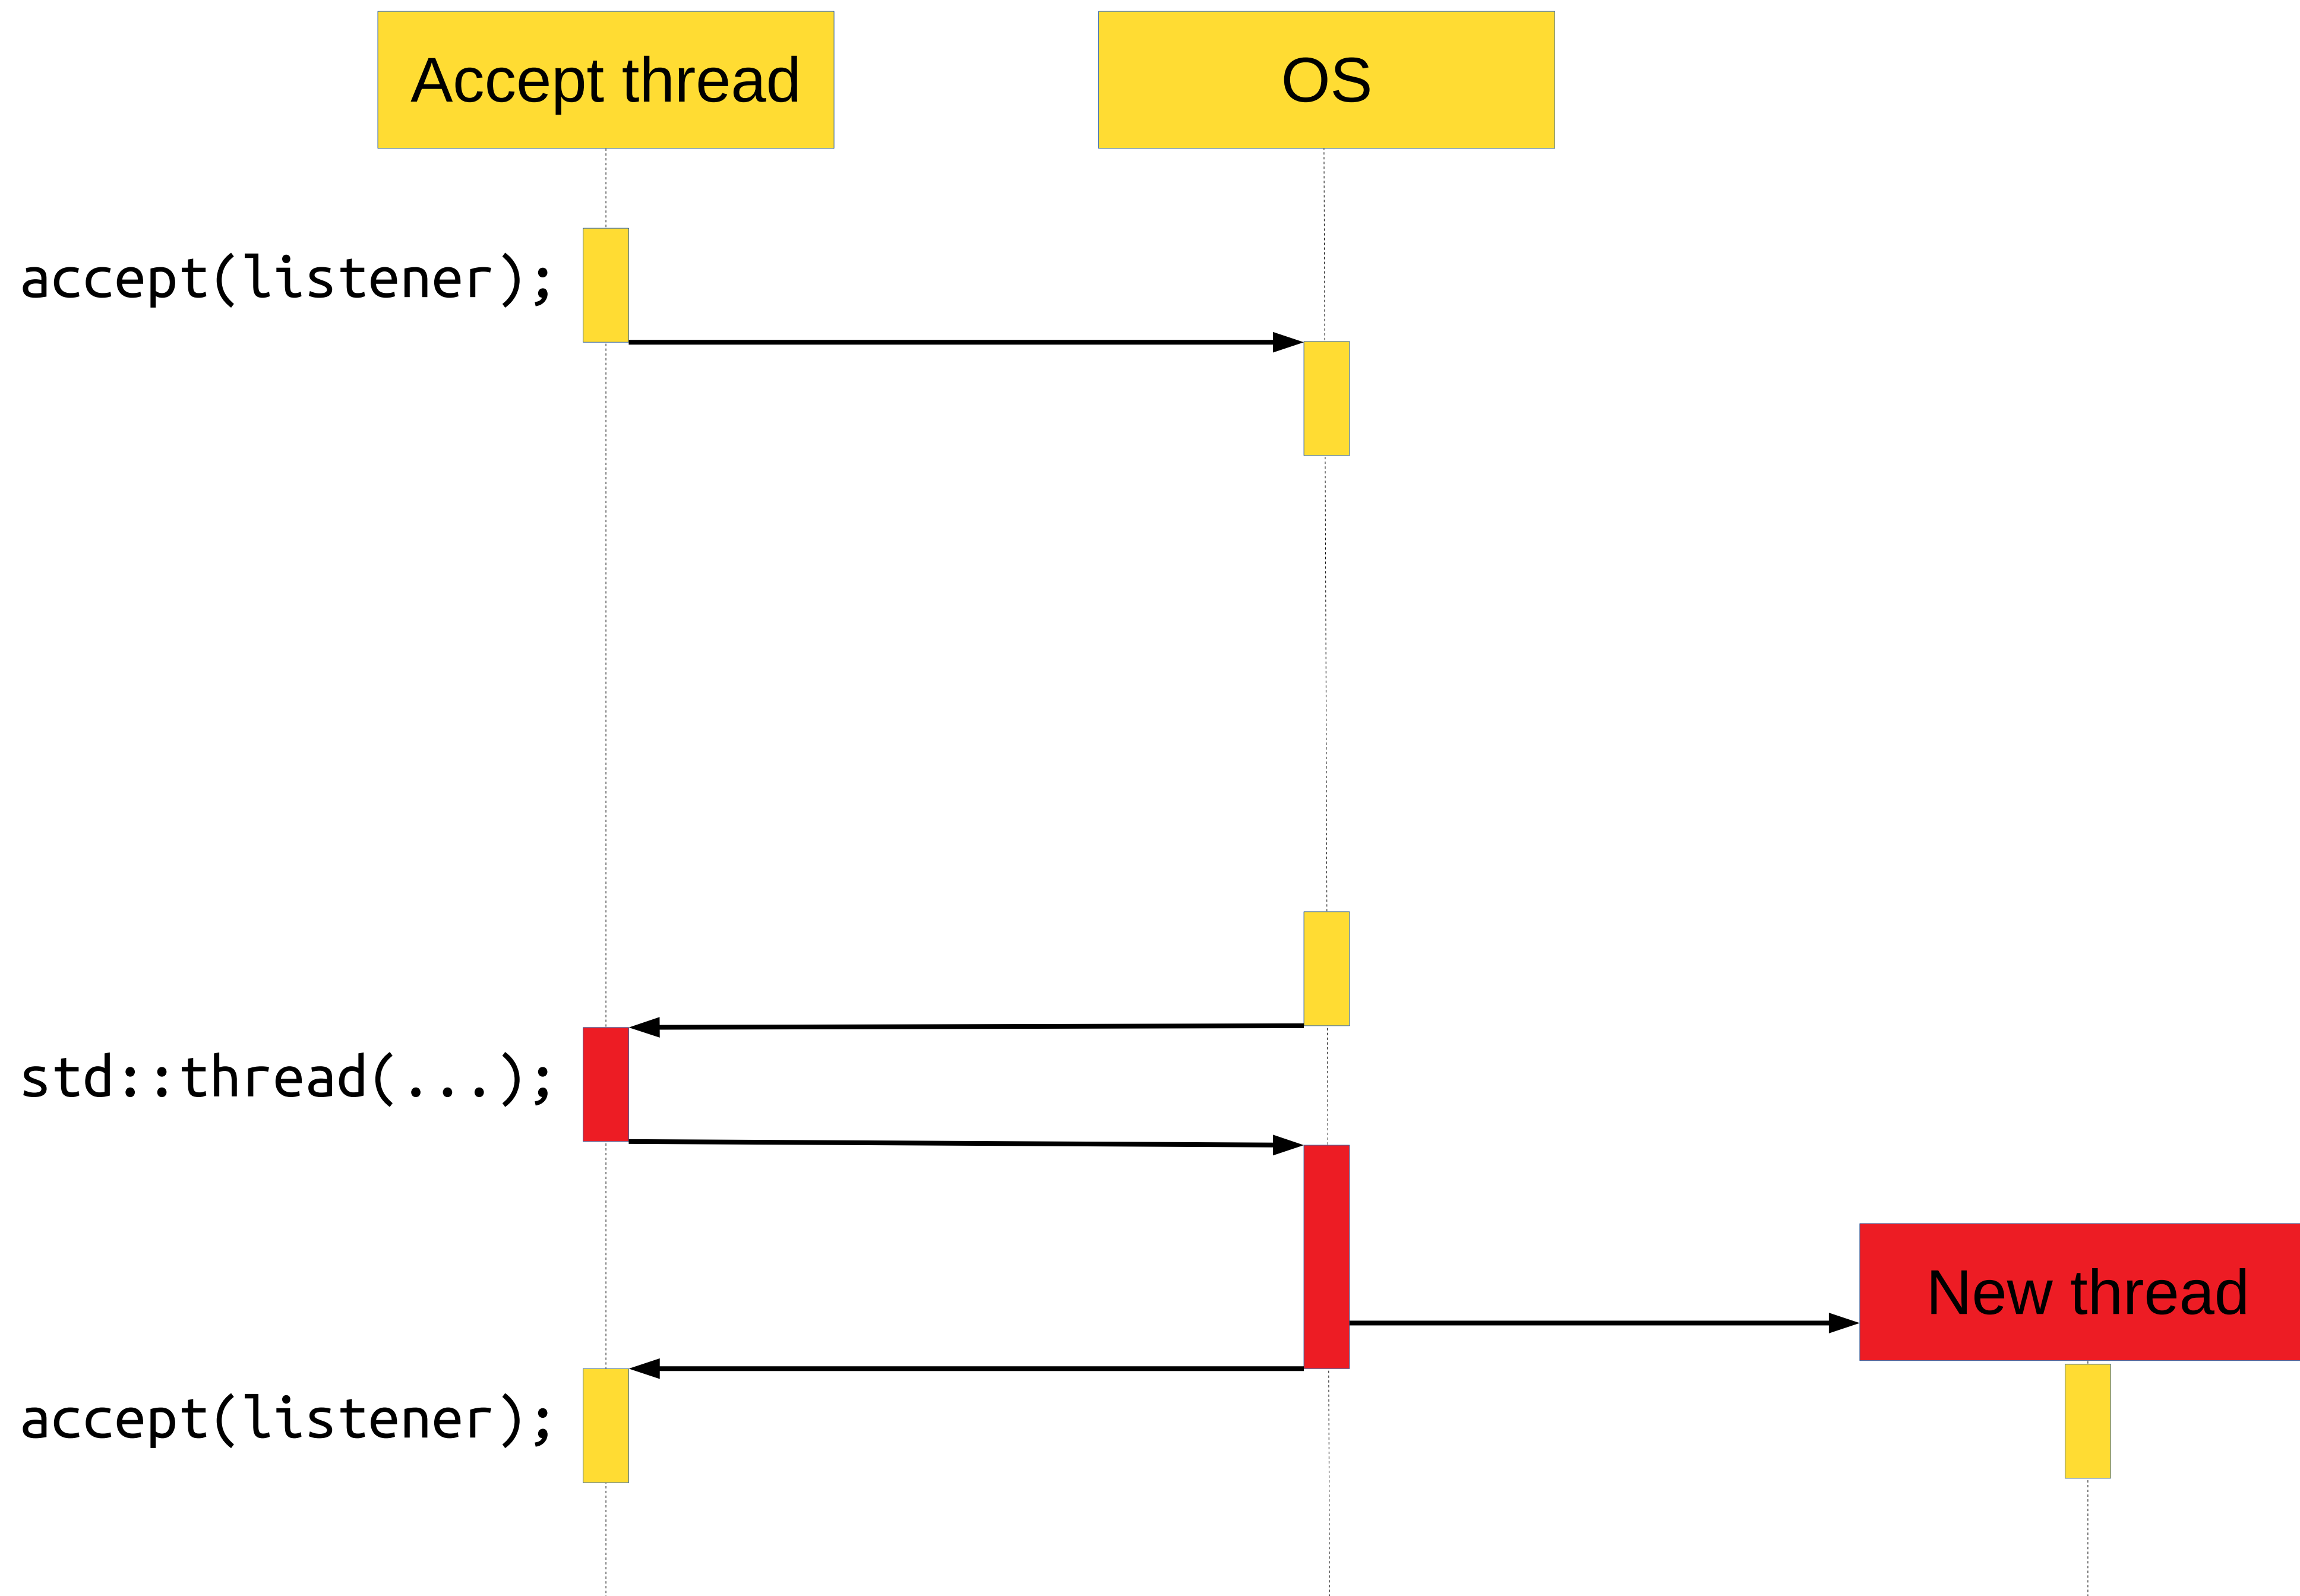 Accept thread
OS
accept(listener);
std::thread(...);
New thread
accept(listener);